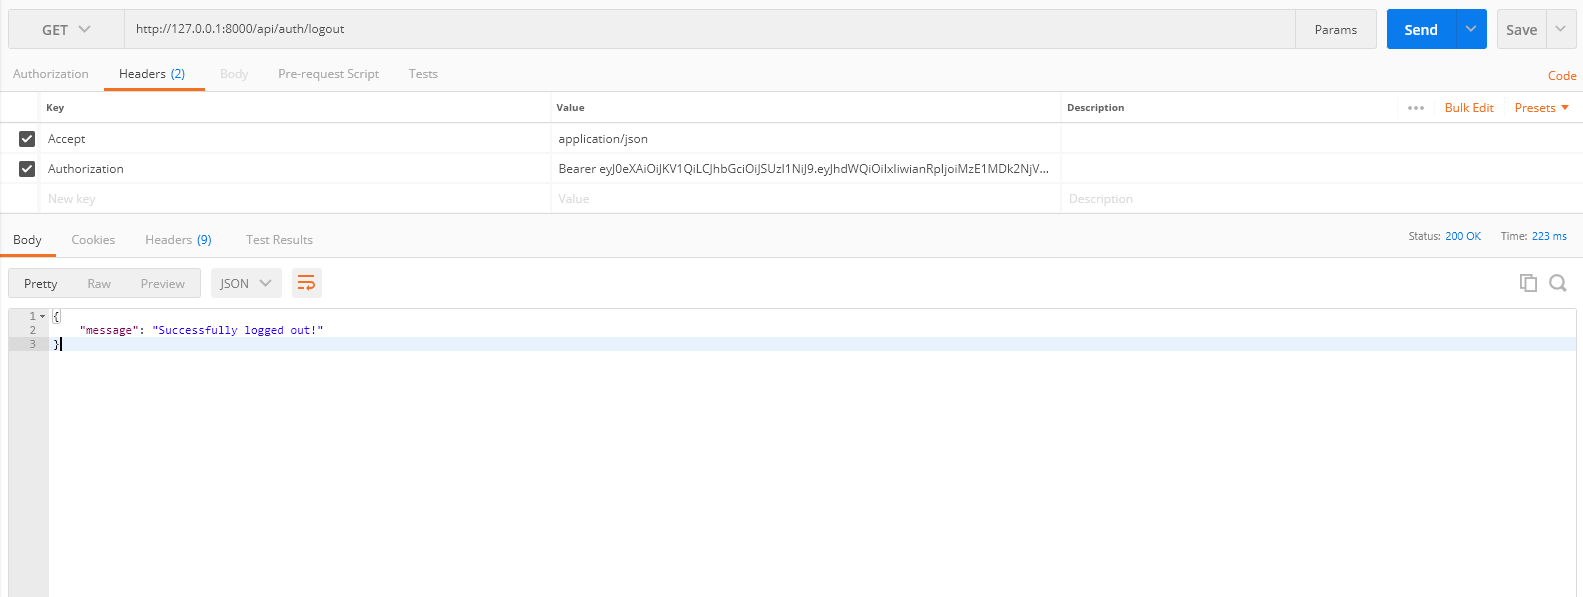 GET http://127.0.0.1:8000/api/auth/logout Params Send Save
Authorization Headers (2) Body Pre-request Script Tests Code
Key Value Description ••• Bulk Edit Presets
Accept application/json
Authorization Bearer eyJ0eXAiOiJKV1QiLCJhbGciOiJSUzI1NiJ9.eyJhdWQiOiIxIiwianRpIjoiMzE1MDk2NjV...
New key Value Description
Body Cookies Headers (9) Test Results Status: 200 OK Time: 223 ms
Pretty Raw Preview JSON
1 {
2 "message": "Successfully logged out!"
3 }